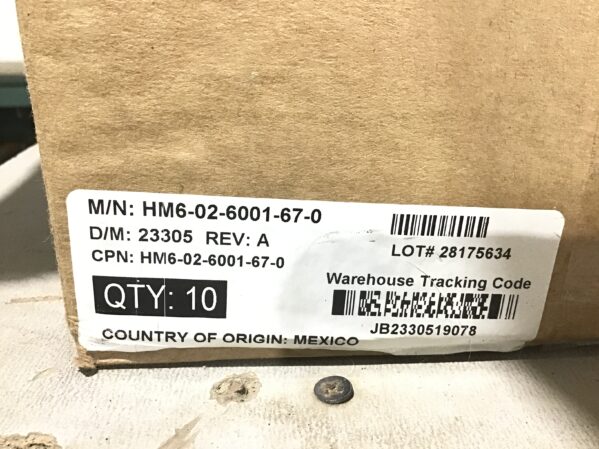 M/N: HM6-02-6001-67-0
D/M: 23305 REV: A
CPN: HM6-02-6001-67-0
QTY: 10
COUNTRY OF ORIGIN: MEXICO
LOT# 28175634
Warehouse Tracking Code
JB2330519078